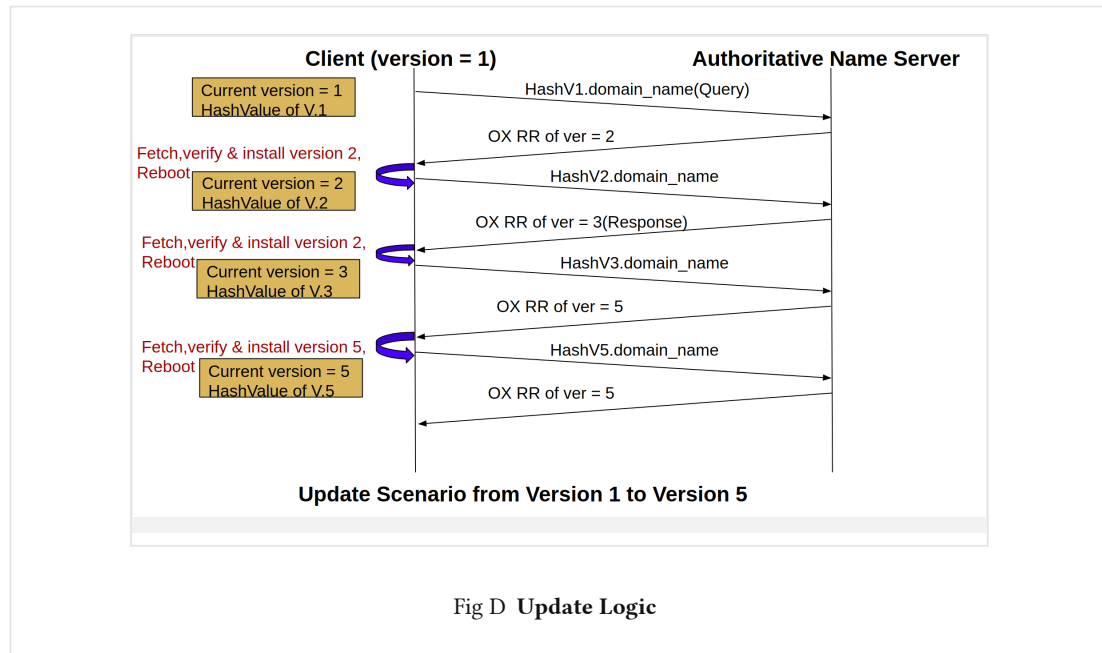 Client (version = 1)
Authoritative Name Server
Current version = 1
HashValue of V.1
HashV1.domain_name(Query)
OX RR of ver = 2
Fetch,verify & install version 2,
Reboot
Current version = 2
HashValue of V.2
HashV2.domain_name
OX RR of ver = 3(Response)
Fetch,verify & install version 2,
Reboot
Current version = 3
HashValue of V.3
HashV3.domain_name
OX RR of ver = 5
Fetch,verify & install version 5,
Reboot
Current version = 5
HashValue of V.5
HashV5.domain_name
OX RR of ver = 5
Update Scenario from Version 1 to Version 5
Fig D Update Logic